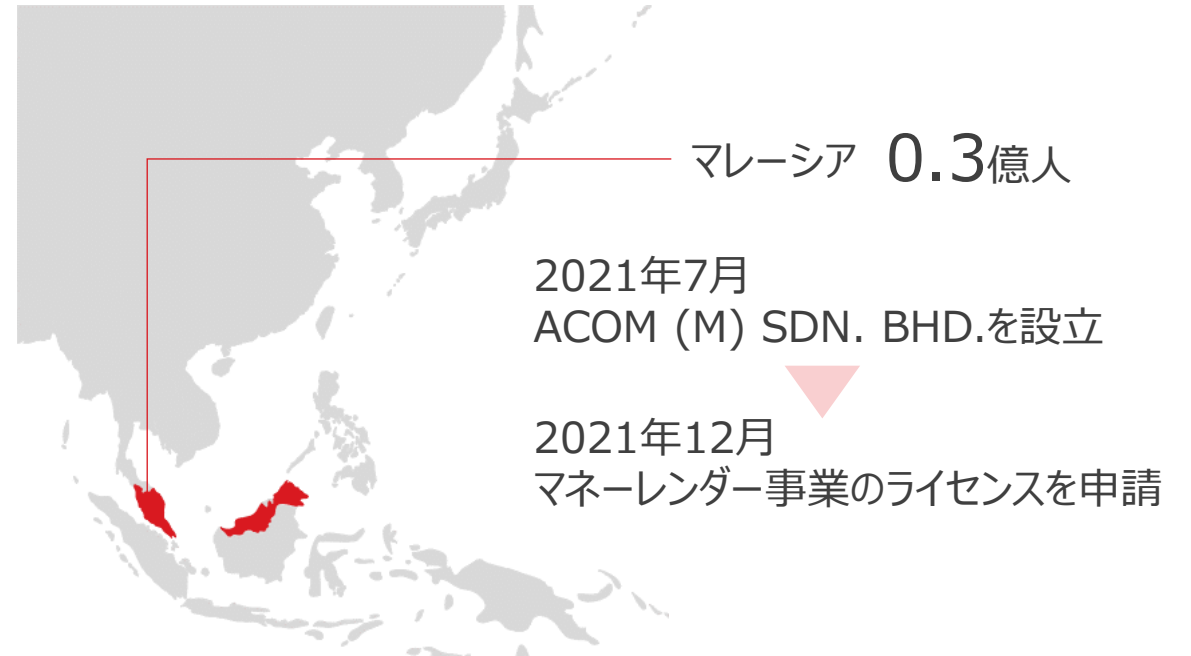 マレーシア 0.3億人
2021年7月
ACOM (M) SDN. BHD.を設立
2021年12月
マネーレンダー事業のライセンスを申請